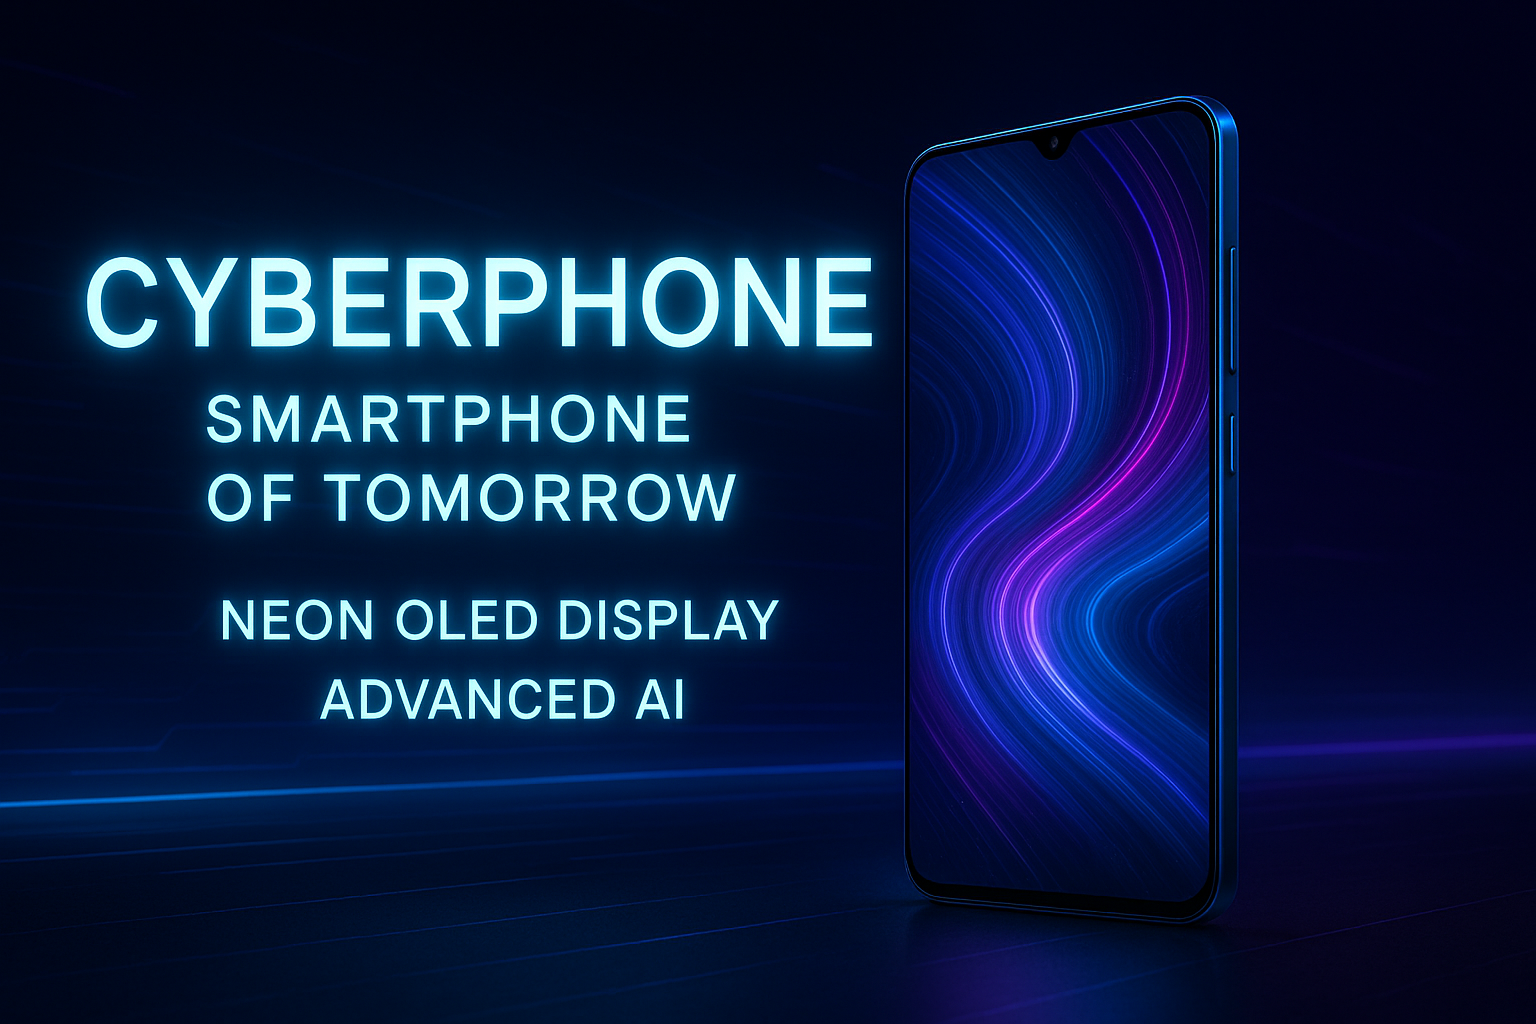 CYBERPHONE
SMARTPHONE
OF TOMORROW
NEON OLED DISPLAY
ADVANCED AI